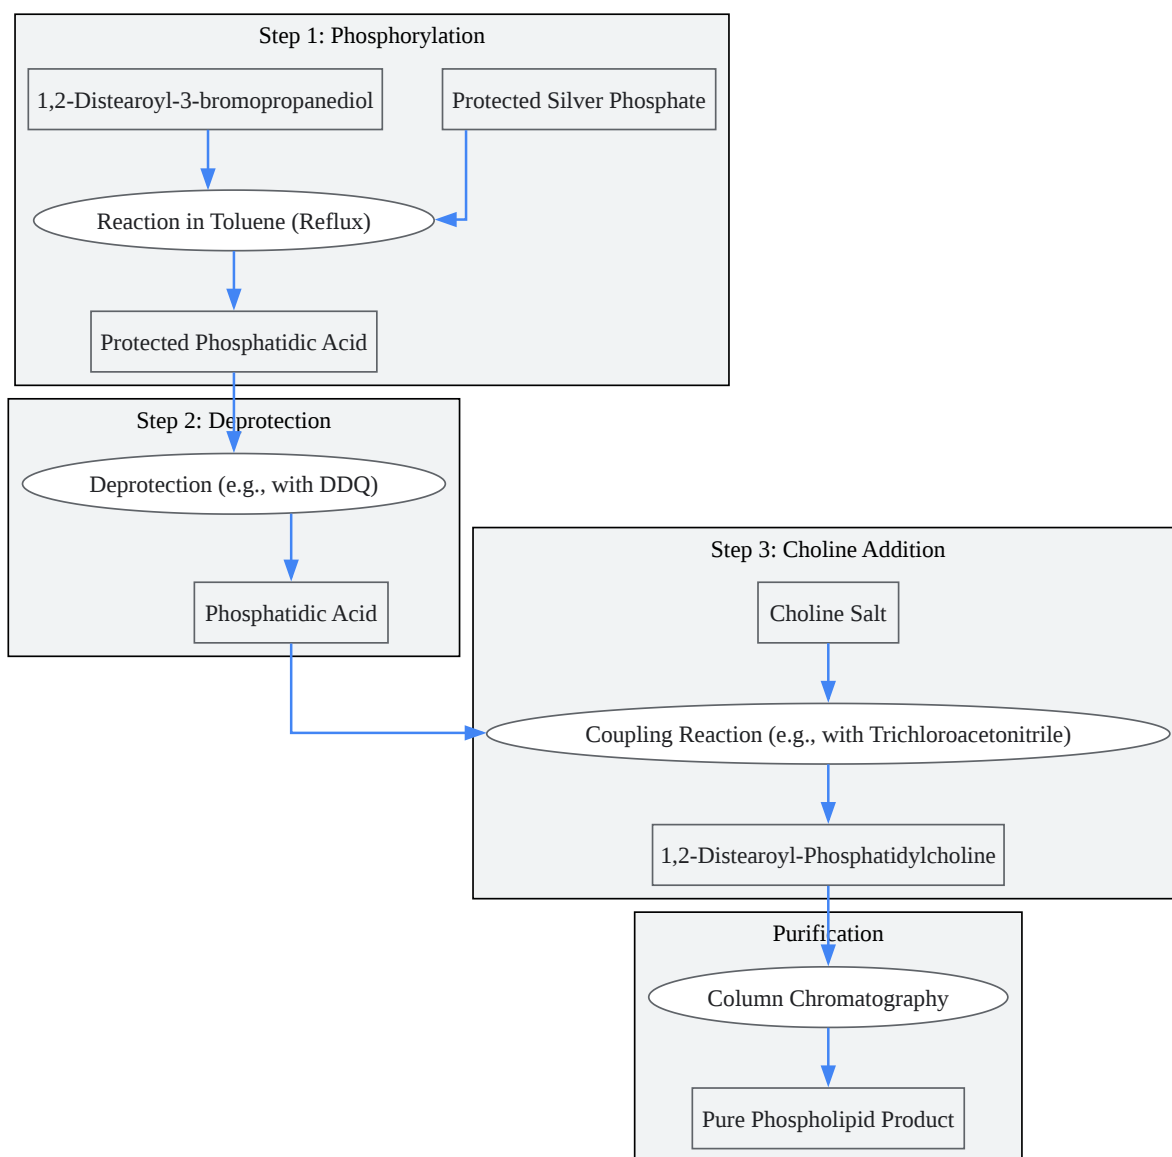 Step 1: Phosphorylation
1,2-Distearoyl-3-bromopropanediol
Protected Silver Phosphate
Reaction in Toluene (Reflux)
Protected Phosphatidic Acid
Step 2: Deprotection
Deprotection (e.g., with DDQ)
Phosphatidic Acid
Step 3: Choline Addition
Choline Salt
Coupling Reaction (e.g., with Trichloroacetonitrile)
1,2-Distearoyl-Phosphatidylcholine
Purification
Column Chromatography
Pure Phospholipid Product